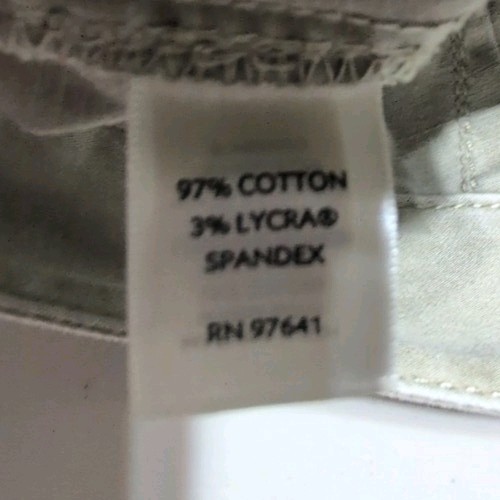 97% COTTON
3% LYCRA®
SPANDEX
RN 97641